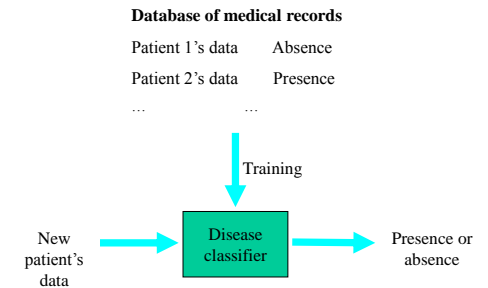 Database of medical records
Patient 1’s data Absence
Patient 2’s data Presence
... ...
Training
New
patient’s
data
Disease
classifier
Presence or
absence